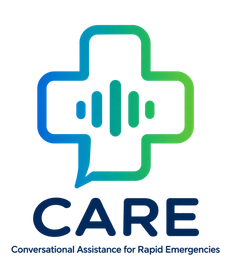 CARE
Conversational Assistance for Rapid Emergencies